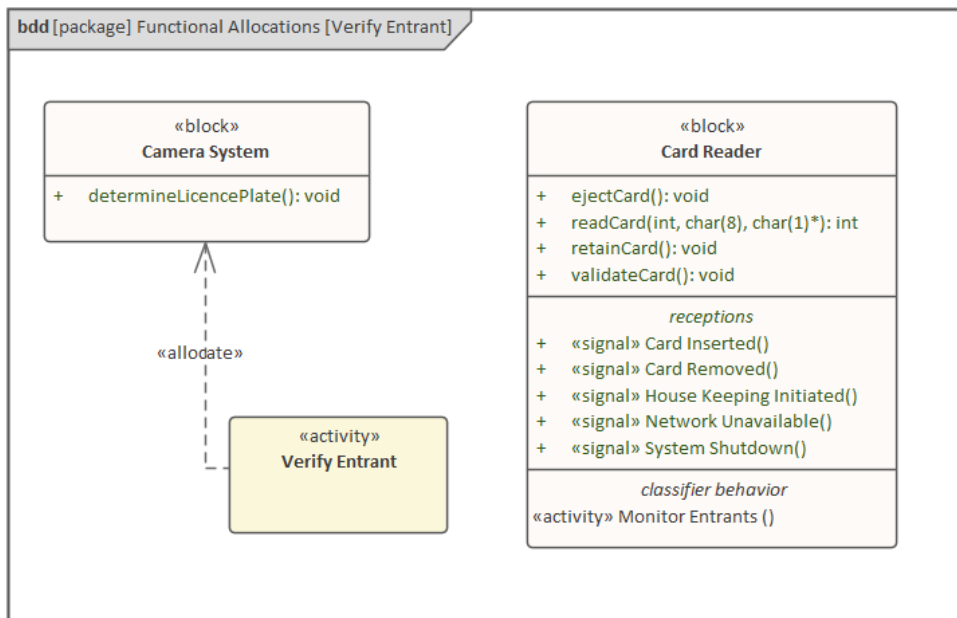 bdd [package] Functional Allocations [Verify Entrant]
«block»
Camera System
+ determineLicencePlate(): void
«allocate»
«activity»
Verify Entrant
«block»
Card Reader
+ ejectCard(): void
+ readCard(int, char(8), char(1)*): int
+ retainCard(): void
+ validateCard(): void
receptions
+ «signal» Card Inserted()
+ «signal» Card Removed()
+ «signal» House Keeping Initiated()
+ «signal» Network Unavailable()
+ «signal» System Shutdown()
classifier behavior
«activity» Monitor Entrants ()